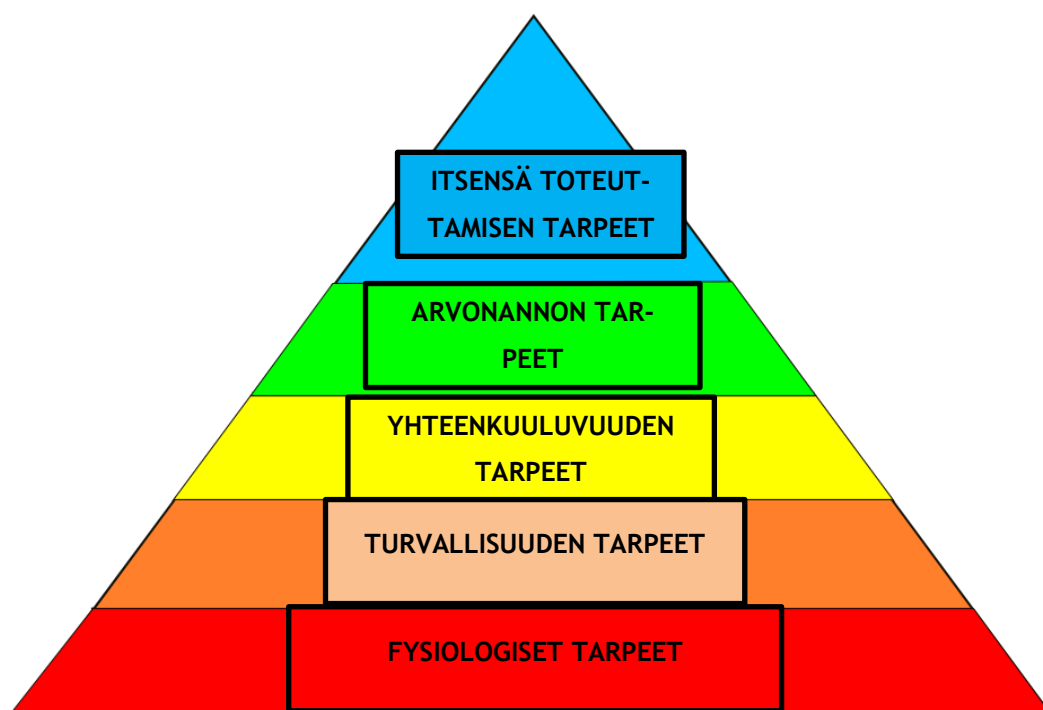 ITSENSÄ TOTEUT-
TAMISEN TARPEET
ARVONANNON TAR-
PEET
YHTEENKUULUVUUDEN
TARPEET
TURVALLISUUDEN TARPEET
FYSIOLOGISET TARPEET